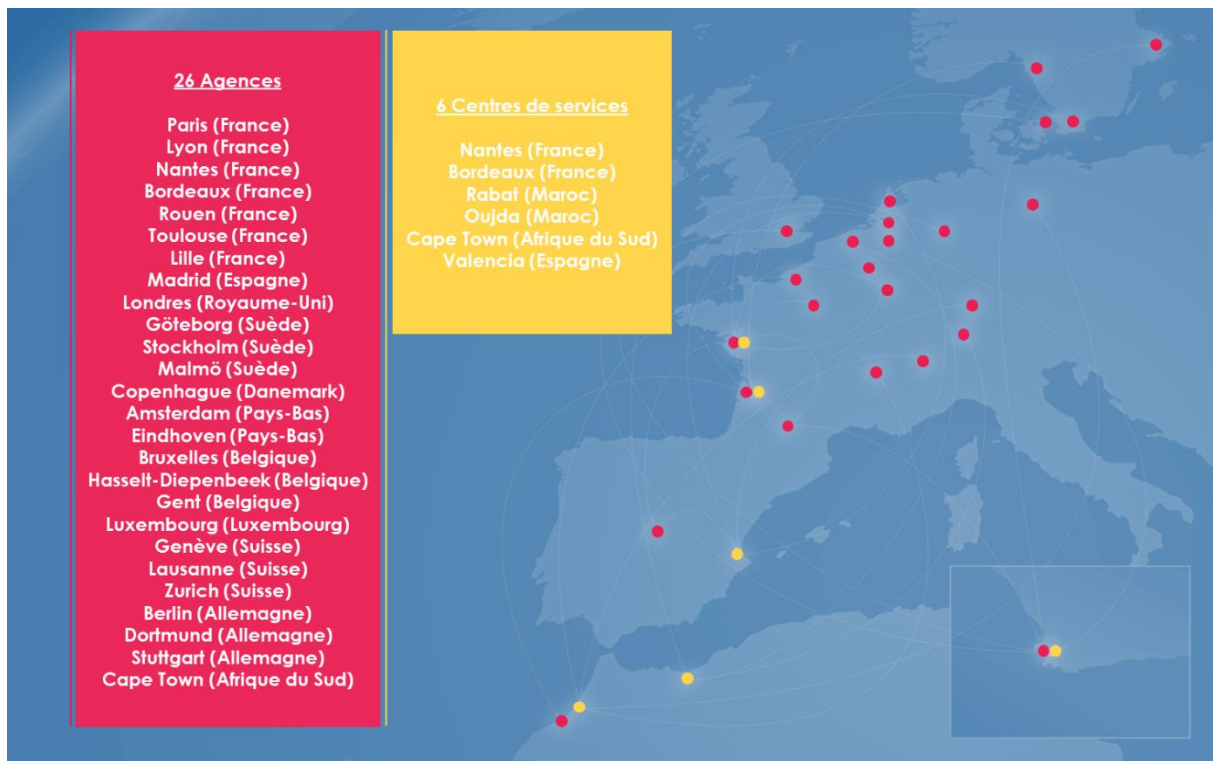 26 Agences
Paris (France)
Lyon (France)
Nantes (France)
Bordeaux (France)
Rouen (France)
Toulouse (France)
Lille (France)
Madrid (Espagne)
Londres (Royaume-Uni)
Göteborg (Suède)
Stockholm (Suède)
Malmö (Suède)
Copenhague (Danemark)
Amsterdam (Pays-Bas)
Eindhoven (Pays-Bas)
Bruxelles (Belgique)
Hasselt-Diepenbeek (Belgique)
Gent (Belgique)
Luxembourg (Luxembourg)
Genève (Suisse)
Lausanne (Suisse)
Zurich (Suisse)
Berlin (Allemagne)
Dortmund (Allemagne)
Stuttgart (Allemagne)
Cape Town (Afrique du Sud)
6 Centres de services
Nantes (France)
Bordeaux (France)
Rabat (Maroc)
Oujda (Maroc)
Cape Town (Afrique du Sud)
Valencia (Espagne)